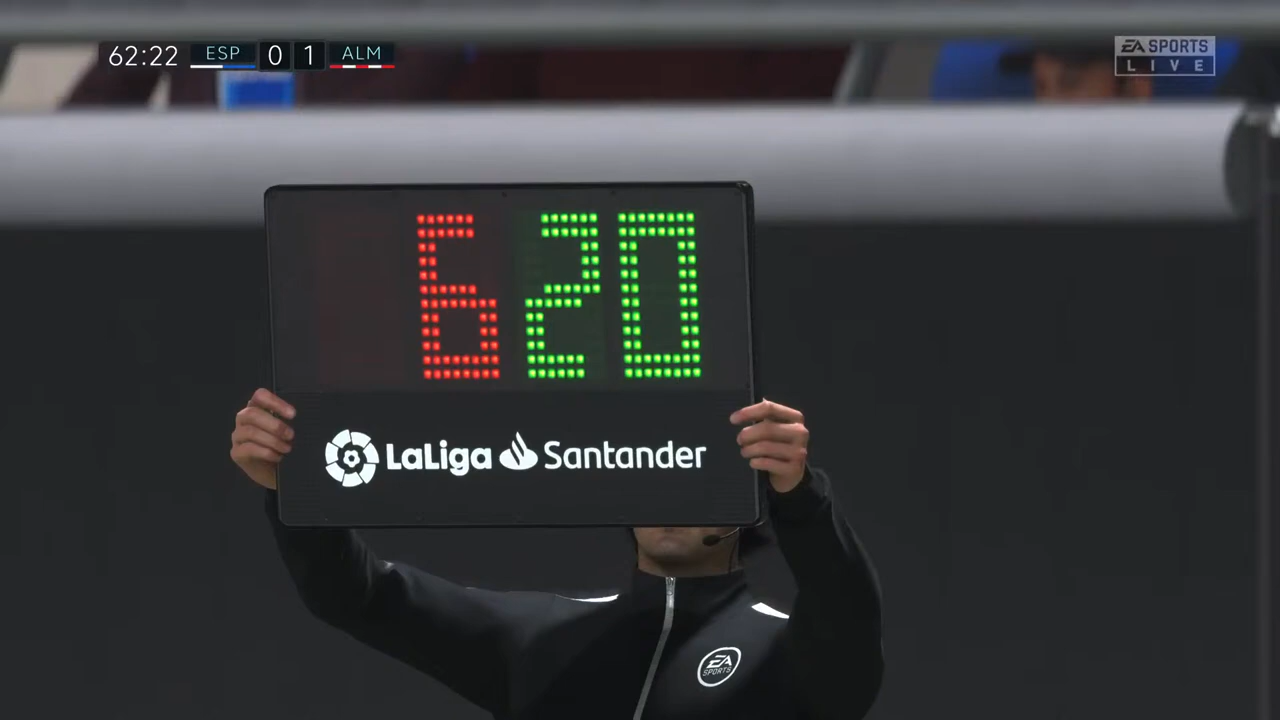 62:22 ESP 0 1 ALM
EA SPORTS
LIVE
6 20
LaLiga Santander
EA
SPORTS